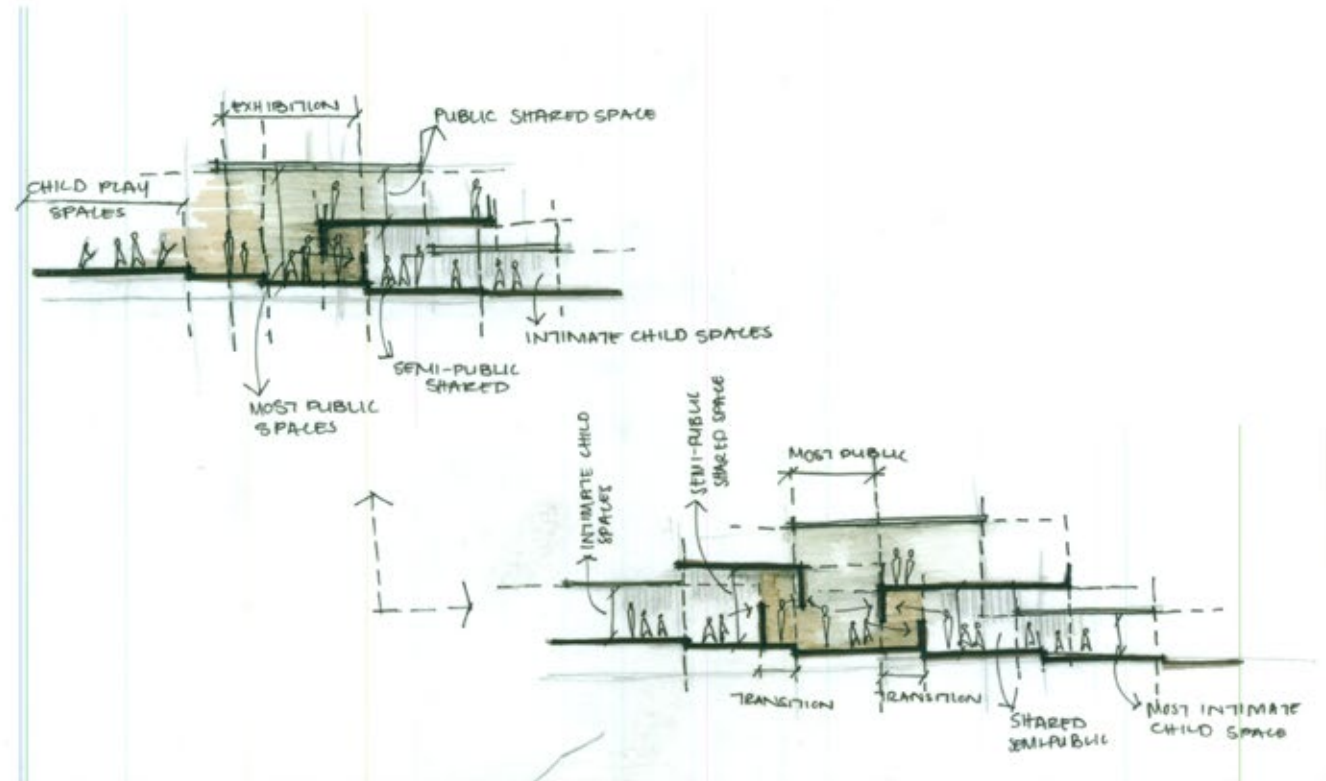 EXHIBITION
PUBLIC SHARED SPACE
CHILD PLAY
SPACES
INTIMATE CHILD SPACES
SEMI-PUBLIC
SHARED
MOST PUBLIC
SPACES
INTIMATE CHILD
SPACES
SEMI-PUBLIC
SHARED SPACE
MOST PUBLIC
TRANSITION
TRANSITION
SHARED
SEMI-PUBLIC
MOST INTIMATE
CHILD SPACE